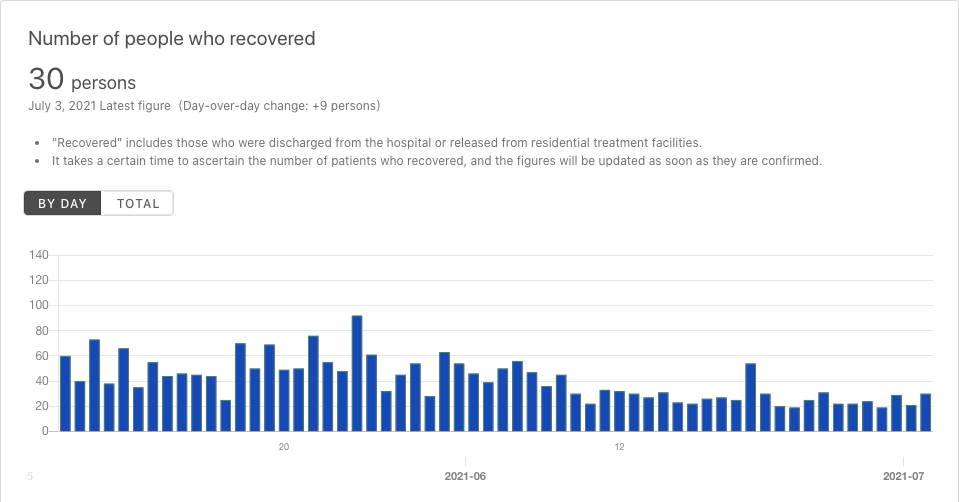 Number of people who recovered
30 persons
July 3, 2021 Latest figure (Day-over-day change: +9 persons)
• "Recovered" includes those who were discharged from the hospital or released from residential treatment facilities.
• It takes a certain time to ascertain the number of patients who recovered, and the figures will be updated as soon as they are confirmed.
BY DAY TOTAL
140
120
100
80
60
40
20
0
20 12
2021-06 2021-07